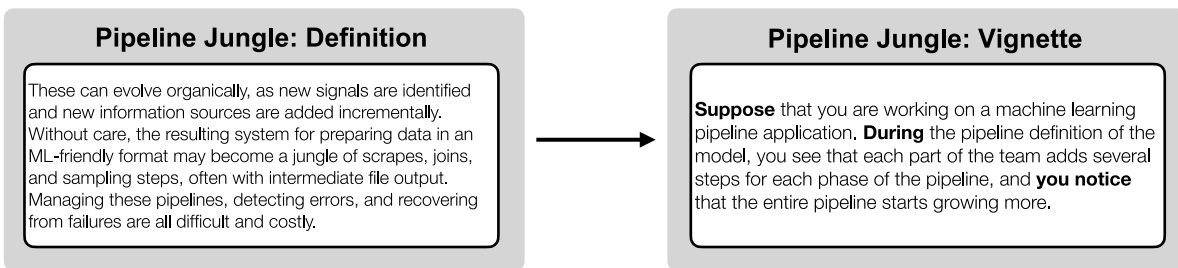 Pipeline Jungle: Definition
These can evolve organically, as new signals are identified
and new information sources are added incrementally.
Without care, the resulting system for preparing data in an
ML-friendly format may become a jungle of scrapes, joins,
and sampling steps, often with intermediate file output.
Managing these pipelines, detecting errors, and recovering
from failures are all difficult and costly.
Pipeline Jungle: Vignette
Suppose that you are working on a machine learning
pipeline application. During the pipeline definition of the
model, you see that each part of the team adds several
steps for each phase of the pipeline, and you notice
that the entire pipeline starts growing more.